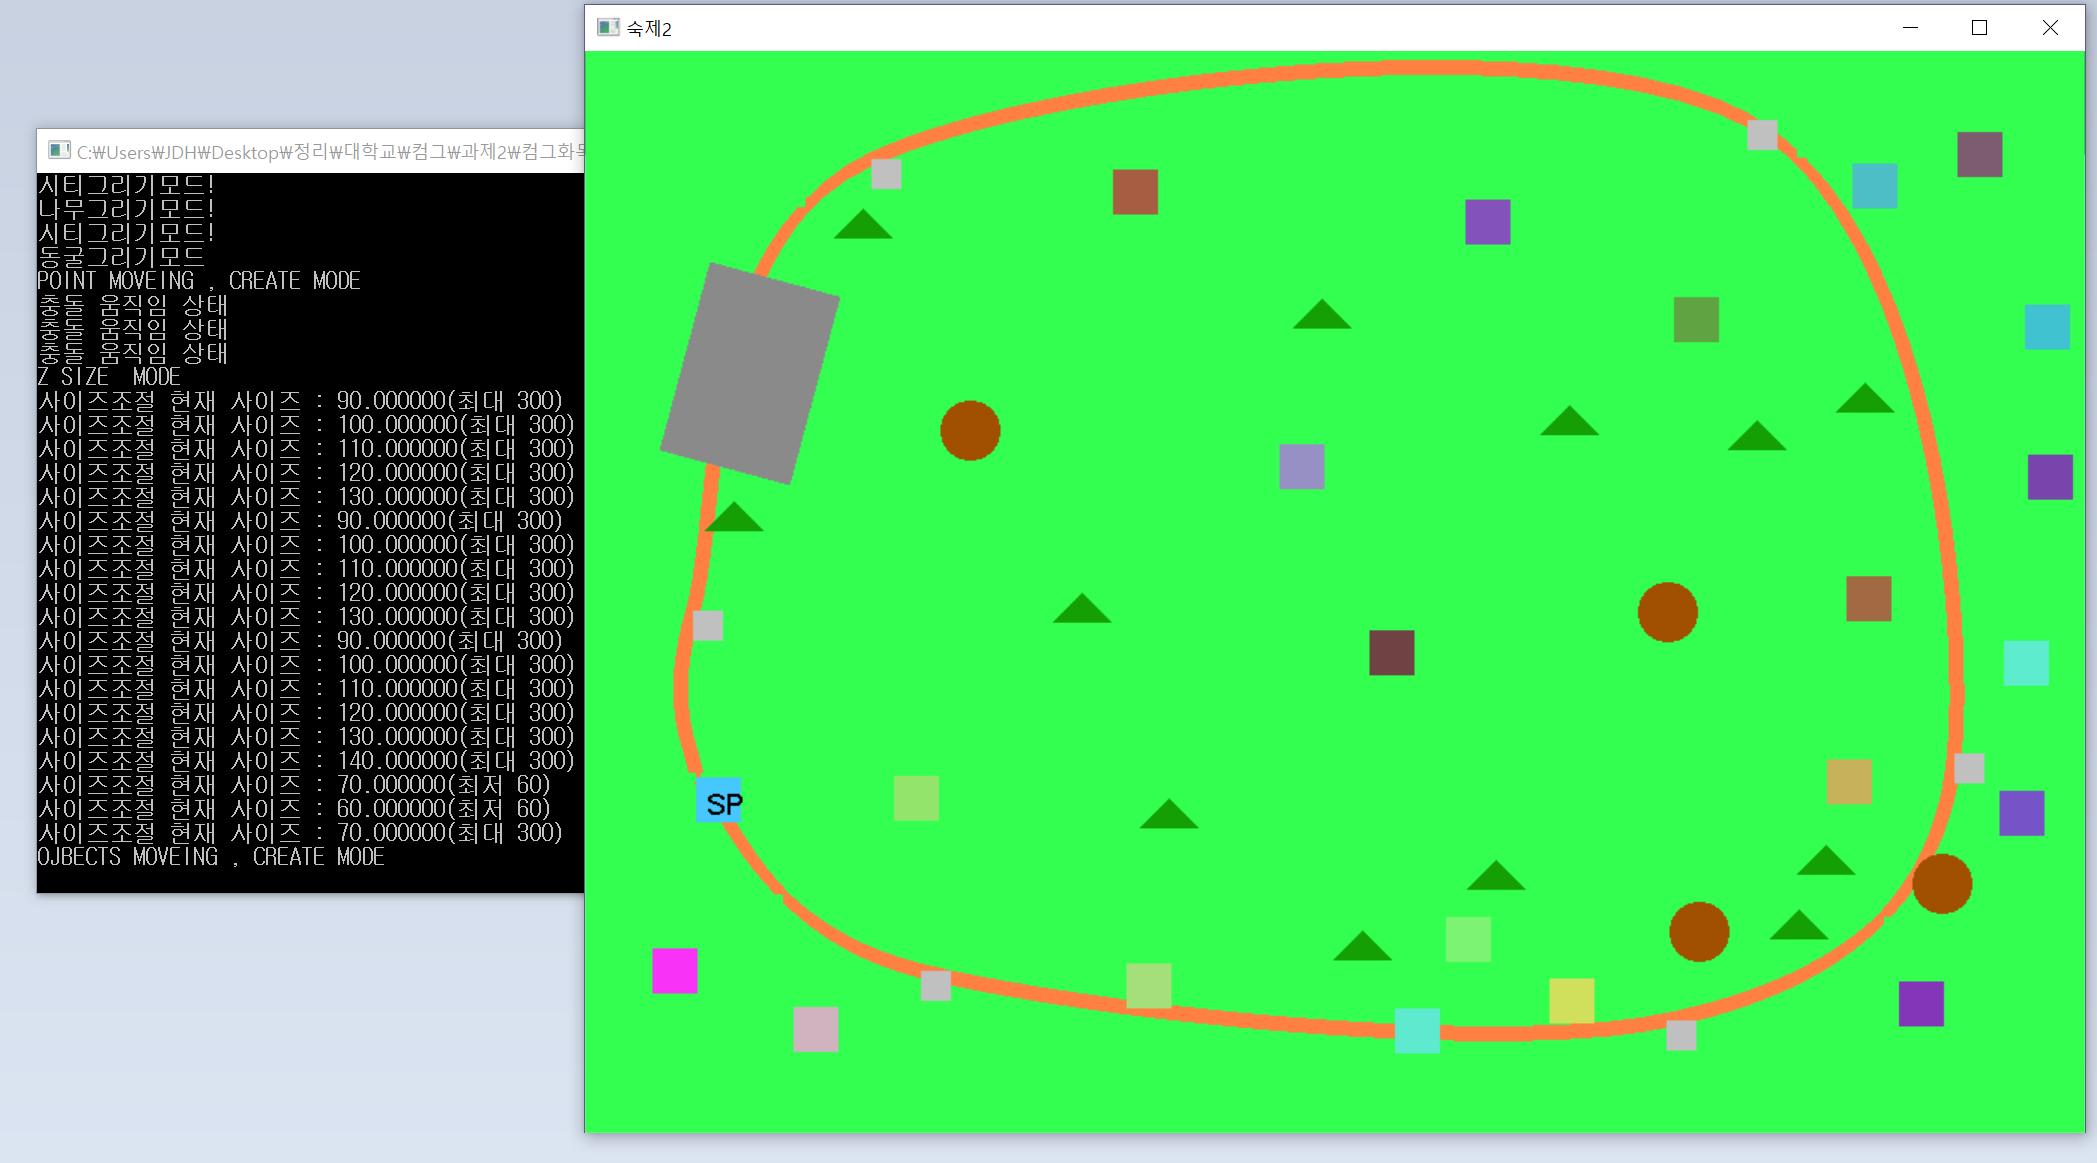 C:₩Users₩JDH₩Desktop₩정리₩대학교₩컴그₩과제2₩컴그화
시티그리기모드!
나무그리기모드!
시티그리기모드!
동굴그리기모드
POINT MOVEING , CREATE MODE
충돌 움직임 상태
충돌 움직임 상태
충돌 움직임 상태
Z SIZE  MODE
사이즈조절 현재 사이즈 : 90.000000(최대 300)
사이즈조절 현재 사이즈 : 100.000000(최대 300)
사이즈조절 현재 사이즈 : 110.000000(최대 300)
사이즈조절 현재 사이즈 : 120.000000(최대 300)
사이즈조절 현재 사이즈 : 130.000000(최대 300)
사이즈조절 현재 사이즈 : 90.000000(최대 300)
사이즈조절 현재 사이즈 : 100.000000(최대 300)
사이즈조절 현재 사이즈 : 110.000000(최대 300)
사이즈조절 현재 사이즈 : 120.000000(최대 300)
사이즈조절 현재 사이즈 : 130.000000(최대 300)
사이즈조절 현재 사이즈 : 90.000000(최대 300)
사이즈조절 현재 사이즈 : 100.000000(최대 300)
사이즈조절 현재 사이즈 : 110.000000(최대 300)
사이즈조절 현재 사이즈 : 120.000000(최대 300)
사이즈조절 현재 사이즈 : 130.000000(최대 300)
사이즈조절 현재 사이즈 : 140.000000(최대 300)
사이즈조절 현재 사이즈 : 70.000000(최저 60)
사이즈조절 현재 사이즈 : 60.000000(최저 60)
사이즈조절 현재 사이즈 : 70.000000(최대 300)
OJBECTS MOVEING , CREATE MODE
숙제2
SP